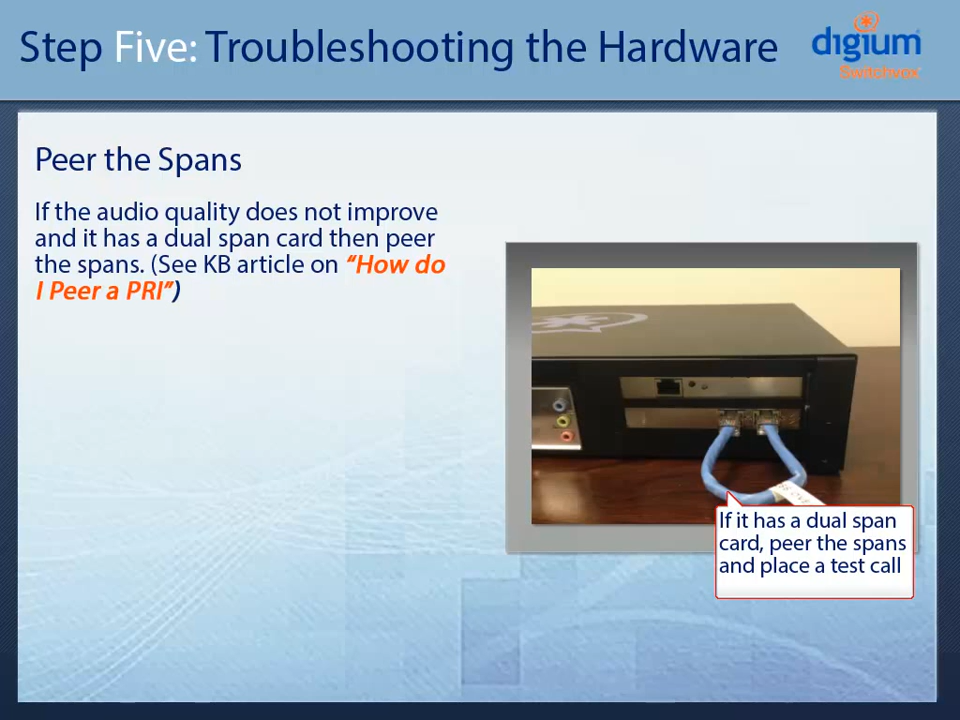 Step Five: Troubleshooting the Hardware
digium
Switchvox
Peer the Spans
If the audio quality does not improve
and it has a dual span card then peer
the spans. (See KB article on “How do
I Peer a PRI”)
If it has a dual span
card, peer the spans
and place a test call